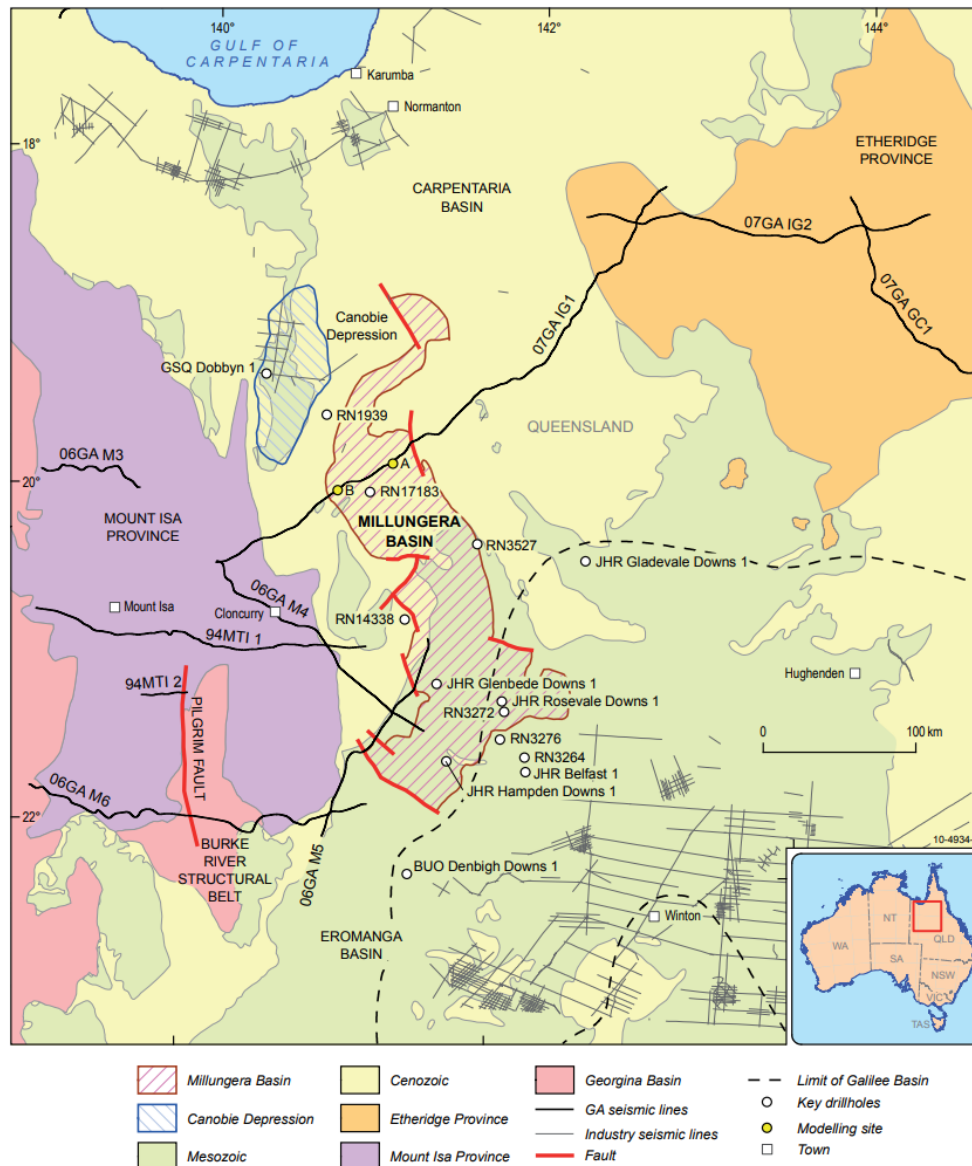 140
142
144
GULF OF
CARPENTARIA
Karumba
Normanton
18°
ETHERIDGE
PROVINCE
CARPENTARIA
BASIN
07GA IG2
07GA GC1
07GA IG1
Canobie
Depression
GSQ Dobbyn 1
RN1939
QUEENSLAND
06GA M3
A
20°
B
RN17183
MOUNT ISA
PROVINCE
MILLUNGERA
BASIN
RN3527
JHR Gladevale Downs 1
06GA M4
Mount Isa
Cloncurry
RN14338
94MTI 1
Hughenden
94MTI 2
JHR Glenbede Downs 1
JHR Rosevale Downs 1
RN3272
PILGRIM FAULT
RN3276
0
100 km
RN3264
JHR Belfast 1
06GA M6
JHR Hampden Downs 1
22°
10-4934-
BURKE
RIVER
STRUCTURAL
BELT
06GA M5
BUO Denbigh Downs 1
Winton
EROMANGA
BASIN
NT
WA
QLD
SA
NSW
VIC
TAS
Millungera Basin
Cenozoic
Georgina Basin
Limit of Galilee Basin
Canobie Depression
Etheridge Province
GA seismic lines
Key drillholes
Industry seismic lines
Modelling site
Mesozoic
Mount Isa Province
Fault
Town